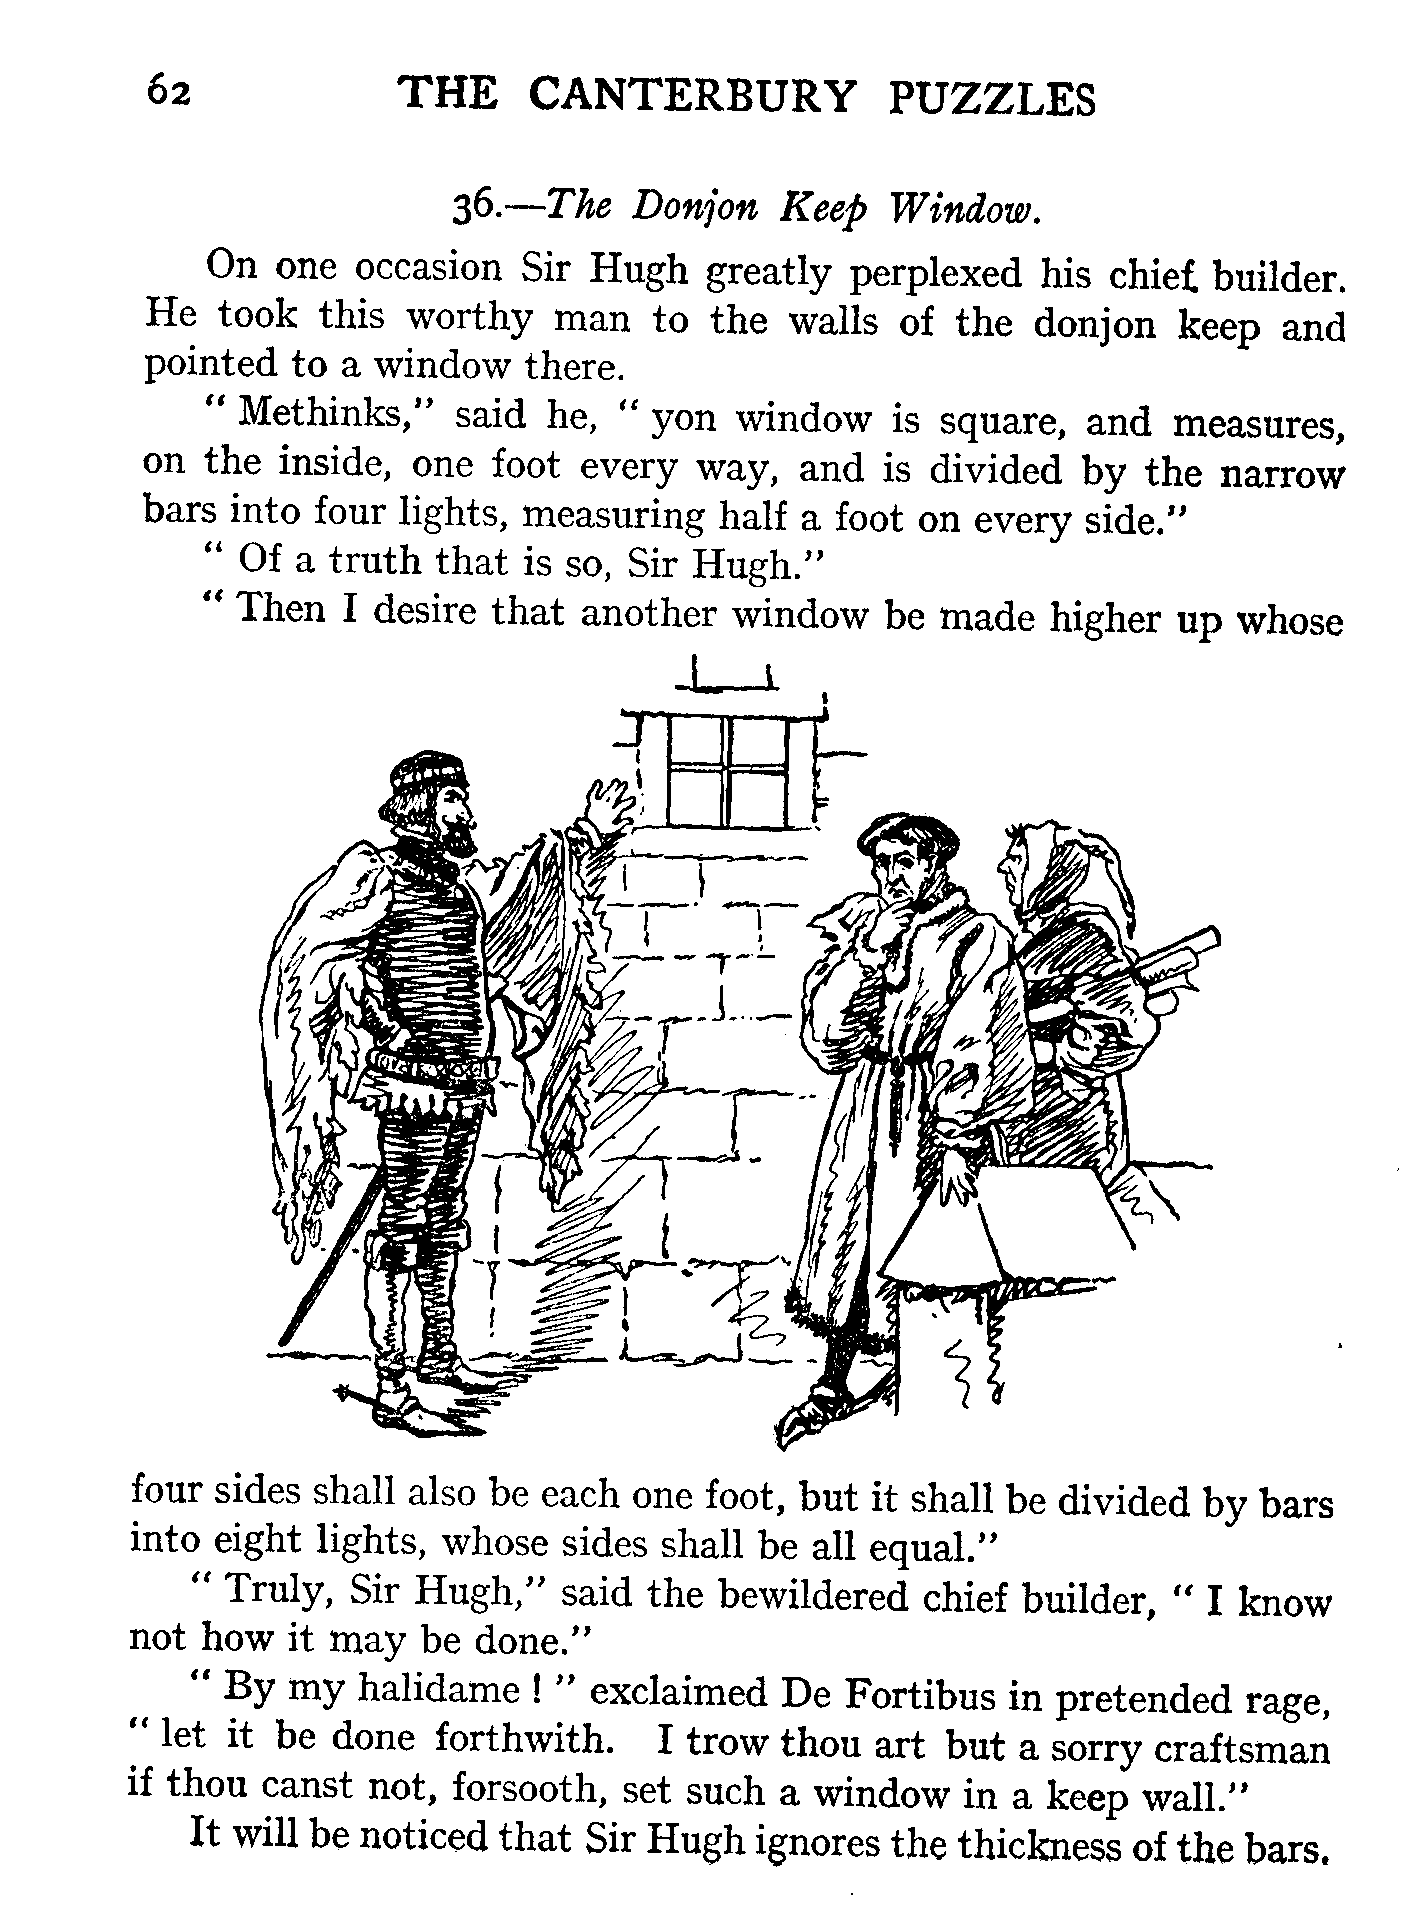 62 THE CANTERBURY PUZZLES
36.—The Donjon Keep Window.
On one occasion Sir Hugh greatly perplexed his chief builder.
He took this worthy man to the walls of the donjon keep and
pointed to a window there.
“ Methinks,” said he, “ yon window is square, and measures,
on the inside, one foot every way, and is divided by the narrow
bars into four lights, measuring half a foot on every side.”
“ Of a truth that is so, Sir Hugh.”
“ Then I desire that another window be made higher up whose
four sides shall also be each one foot, but it shall be divided by bars
into eight lights, whose sides shall be all equal.”
“ Truly, Sir Hugh,” said the bewildered chief builder, “ I know
not how it may be done.”
“ By my halidame ! ” exclaimed De Fortibus in pretended rage,
“ let it be done forthwith. I trow thou art but a sorry craftsman
if thou canst not, forsooth, set such a window in a keep wall.”
It will be noticed that Sir Hugh ignores the thickness of the bars.